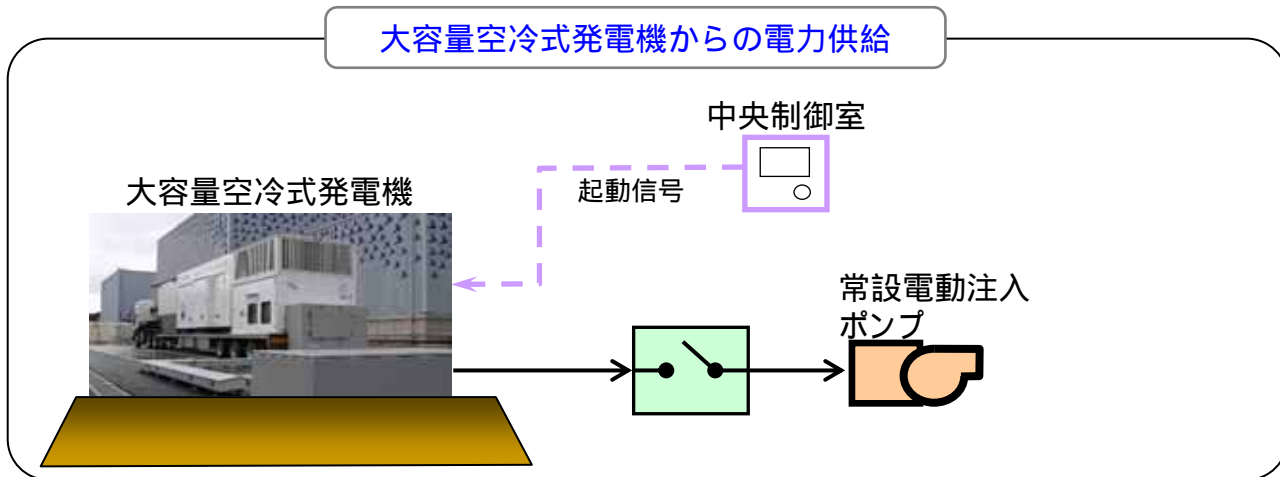 大容量空冷式発電機からの電力供給
中央制御室
起動信号
大容量空冷式発電機
常設電動注入
ポンプ